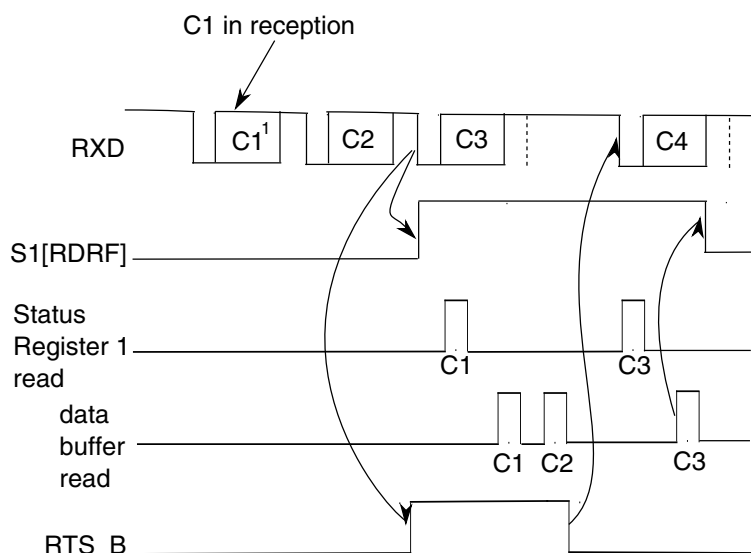 C1 in reception
RXD
C1¹
C2
C3
C4
S1[RDRF]
Status
Register 1
read
C1
C3
data
buffer
read
C1
C2
C3
RTS_B